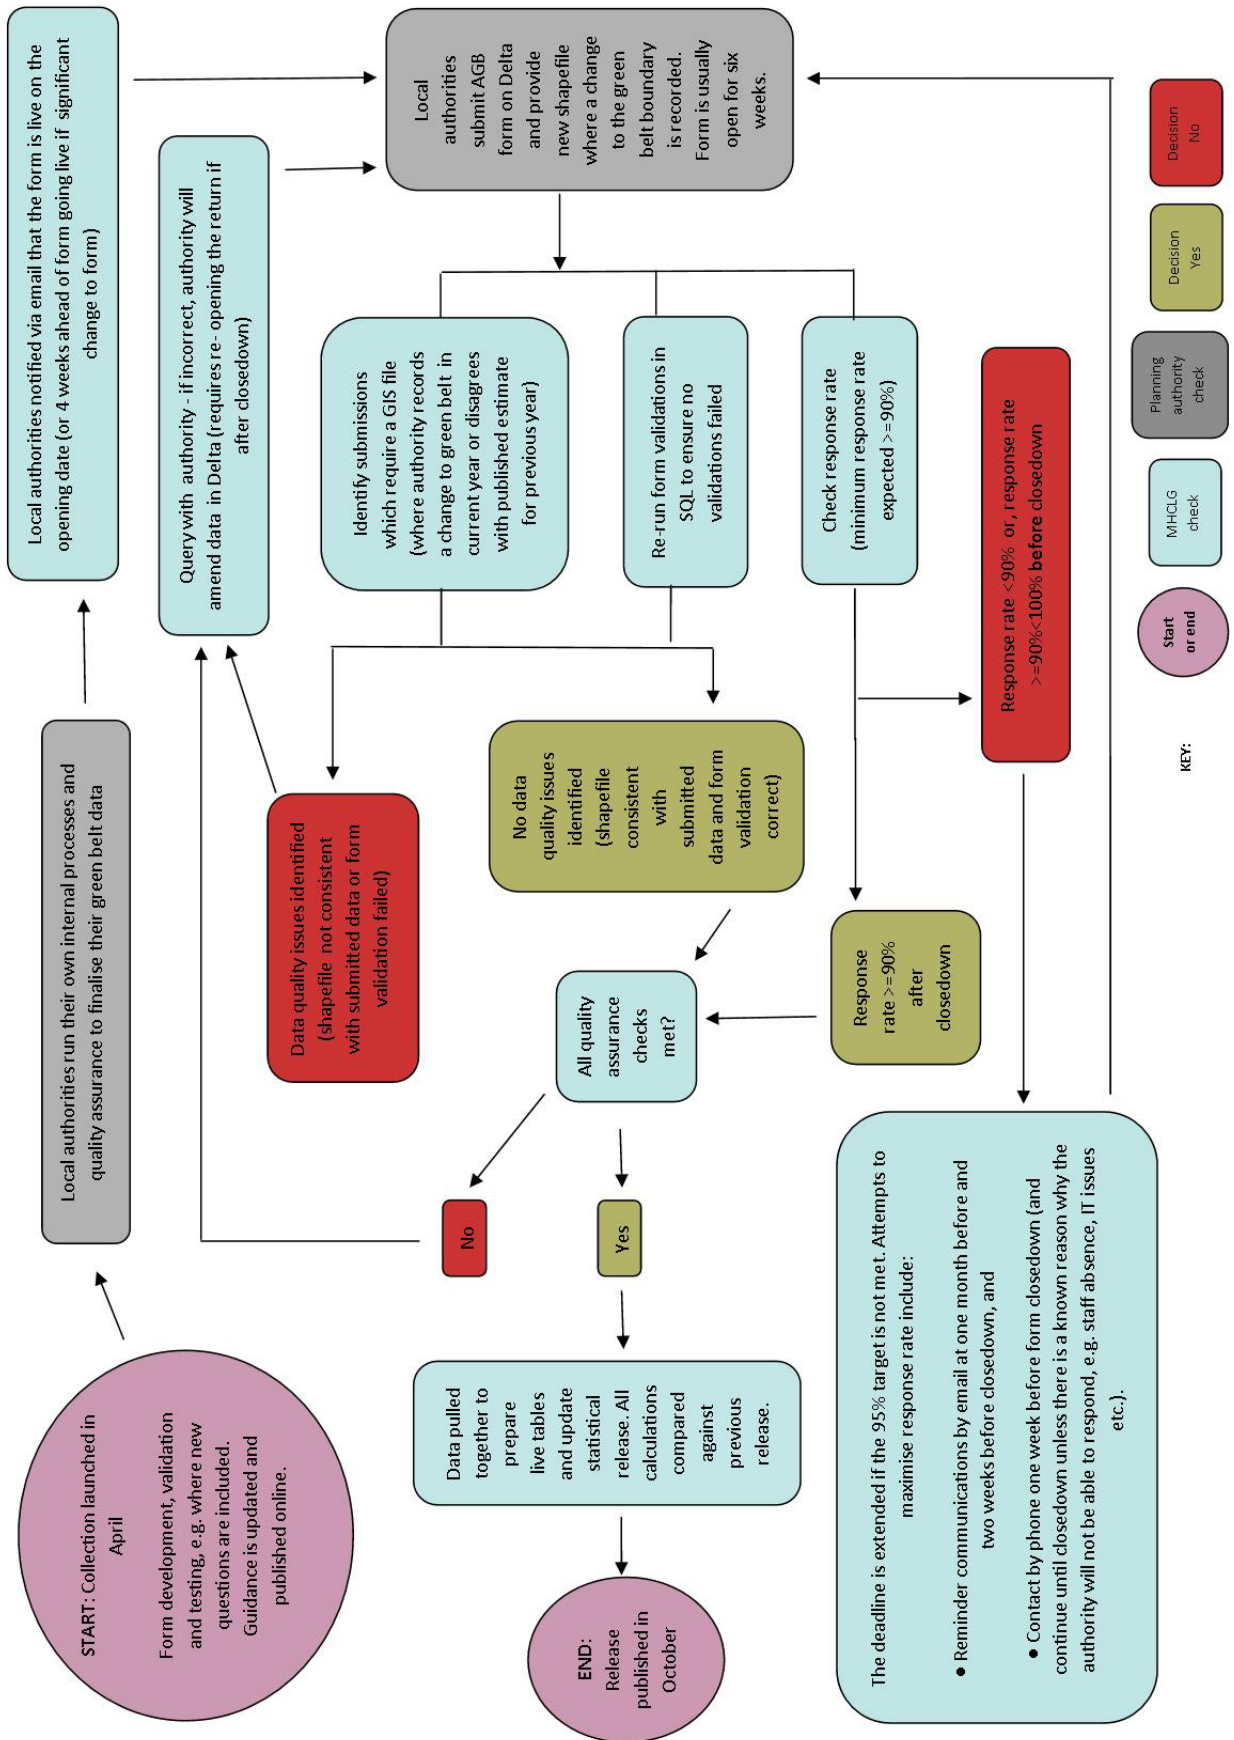 START: Collection launched in
April
Form development, validation
and testing, e.g. where new
questions are included.
Guidance is updated and
published online.
Local authorities run their own internal processes and
quality assurance to finalise their green belt data
Local authorities notified via email that the form is live on the
opening date (or 4 weeks ahead of form going live if significant
change to form)
Query with authority - if incorrect, authority will
amend data in Delta (requires re- opening the return if
after closedown)
Local
authorities
submit AGB
form on Delta
and provide
new shapefile
where a change
to the green
belt boundary
is recorded.
Form is usually
open for six
weeks.
Identify submissions
which require a GIS file
(where authority records
a change to green belt in
current year or disagrees
with published estimate
for previous year)
Re-run form validations in
SQL to ensure no
validations failed
Check response rate
(minimum response rate
expected >=90%)
Data quality issues identified
(shapefile not consistent
with submitted data or form
validation failed)
No data
quality issues
identified
(shapefile
consistent
with
submitted
data and form
validation
correct)
Response rate <90% or, response rate
>=90%<100% before closedown
Response
rate >=90%
after
closedown
All quality
assurance
checks
met?
No
Yes
Data pulled
together to
prepare
live tables
and update
statistical
release. All
calculations
compared
against
previous
release.
END:
Release
published in
October
The deadline is extended if the 95% target is not met. Attempts to
maximise response rate include:
● Reminder communications by email at one month before and
two weeks before closedown, and
● Contact by phone one week before form closedown (and
continue until closedown unless there is a known reason why the
authority will not be able to respond, e.g. staff absence, IT issues
etc.).
KEY:
Start
or end
MHCLG
check
Planning
authority
check
Decision
Yes
Decision
No